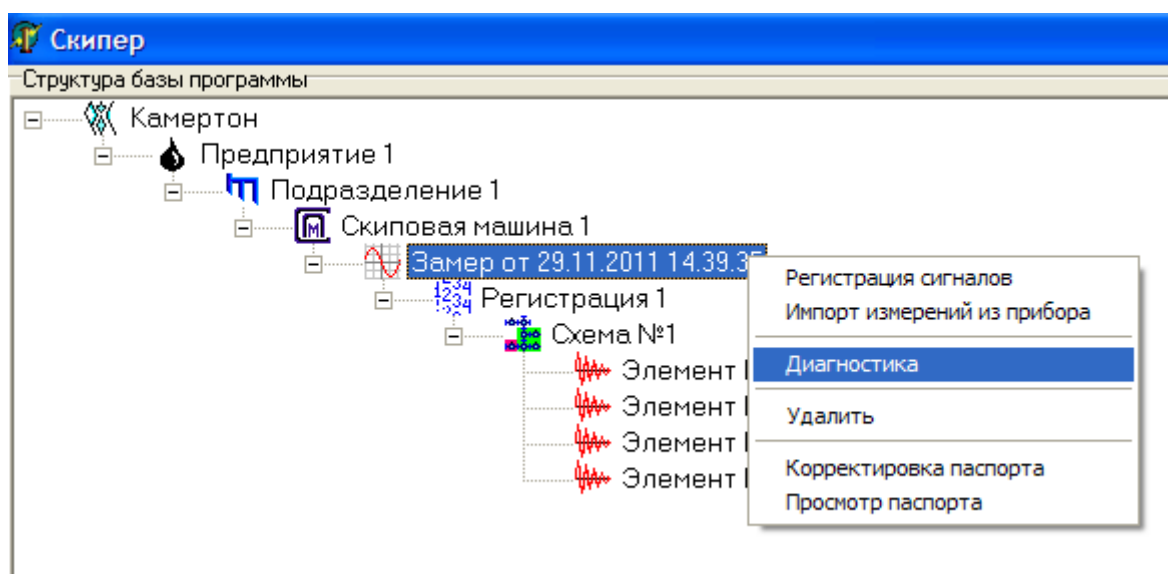 Скипер
Структура базы программы
Камертон
Предприятие 1
Подразделение 1
Скиповая машина 1
Замер от 29.11.2011 14.39.3
Регистрация 1
Схема №1
Элемент
Элемент
Элемент
Элемент
Регистрация сигналов
Импорт измерений из прибора
Диагностика
Удалить
Корректировка паспорта
Просмотр паспорта